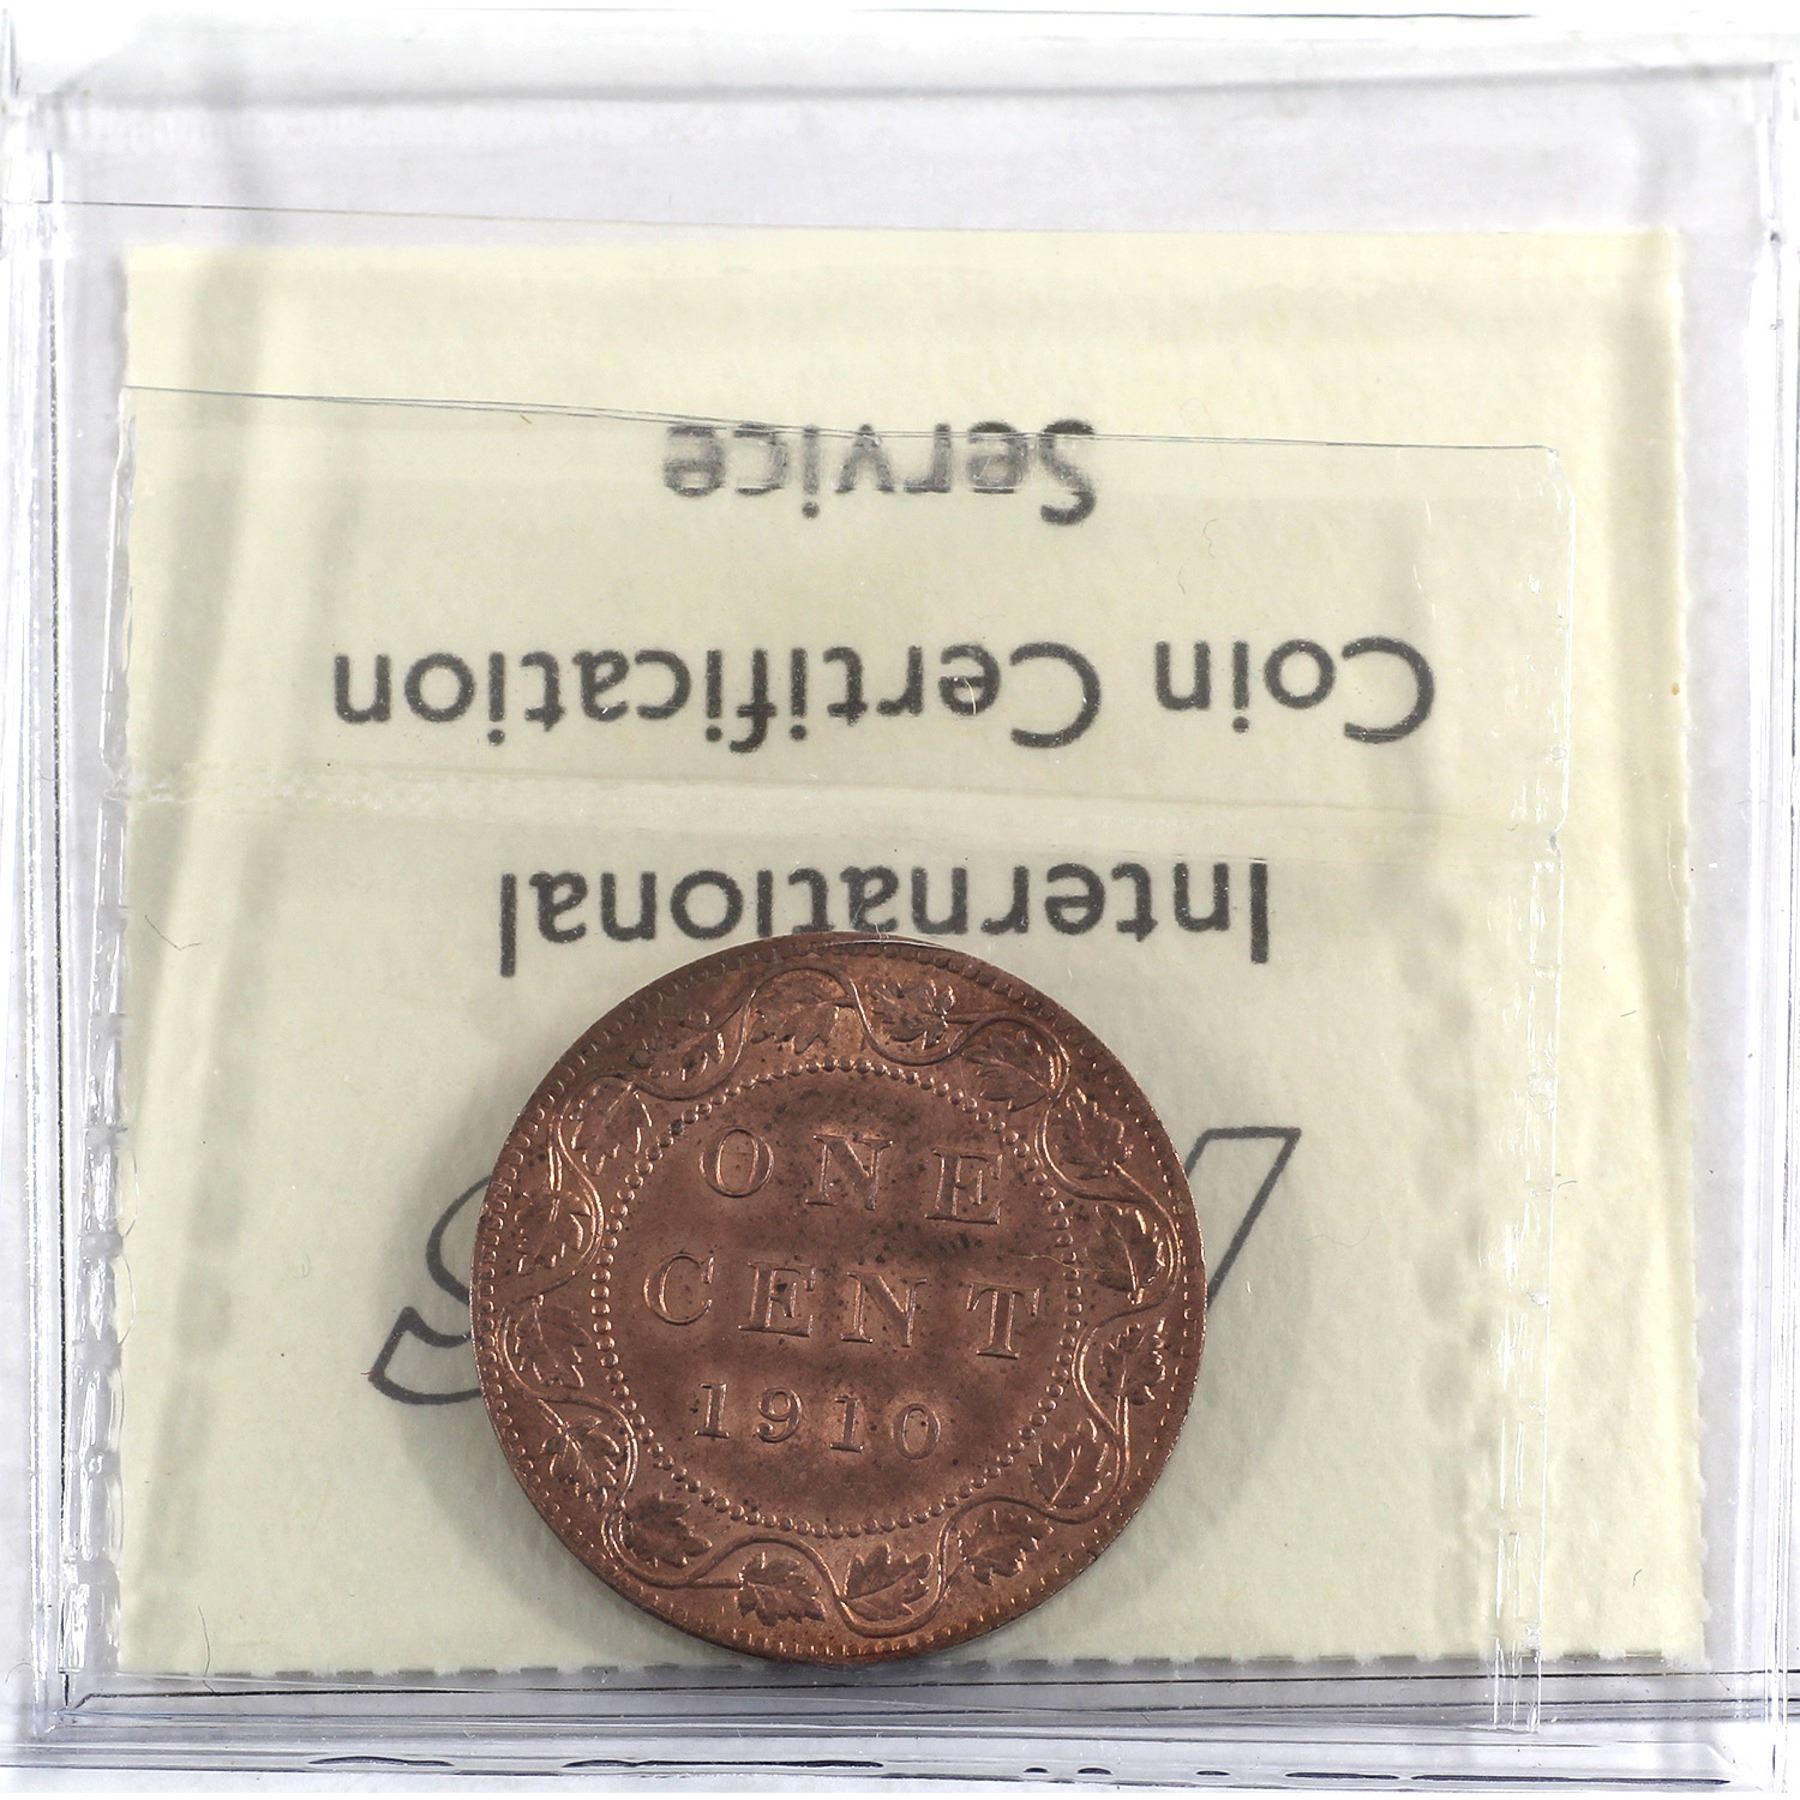 International
Coin Certification
Service
ONE
CENT
1910